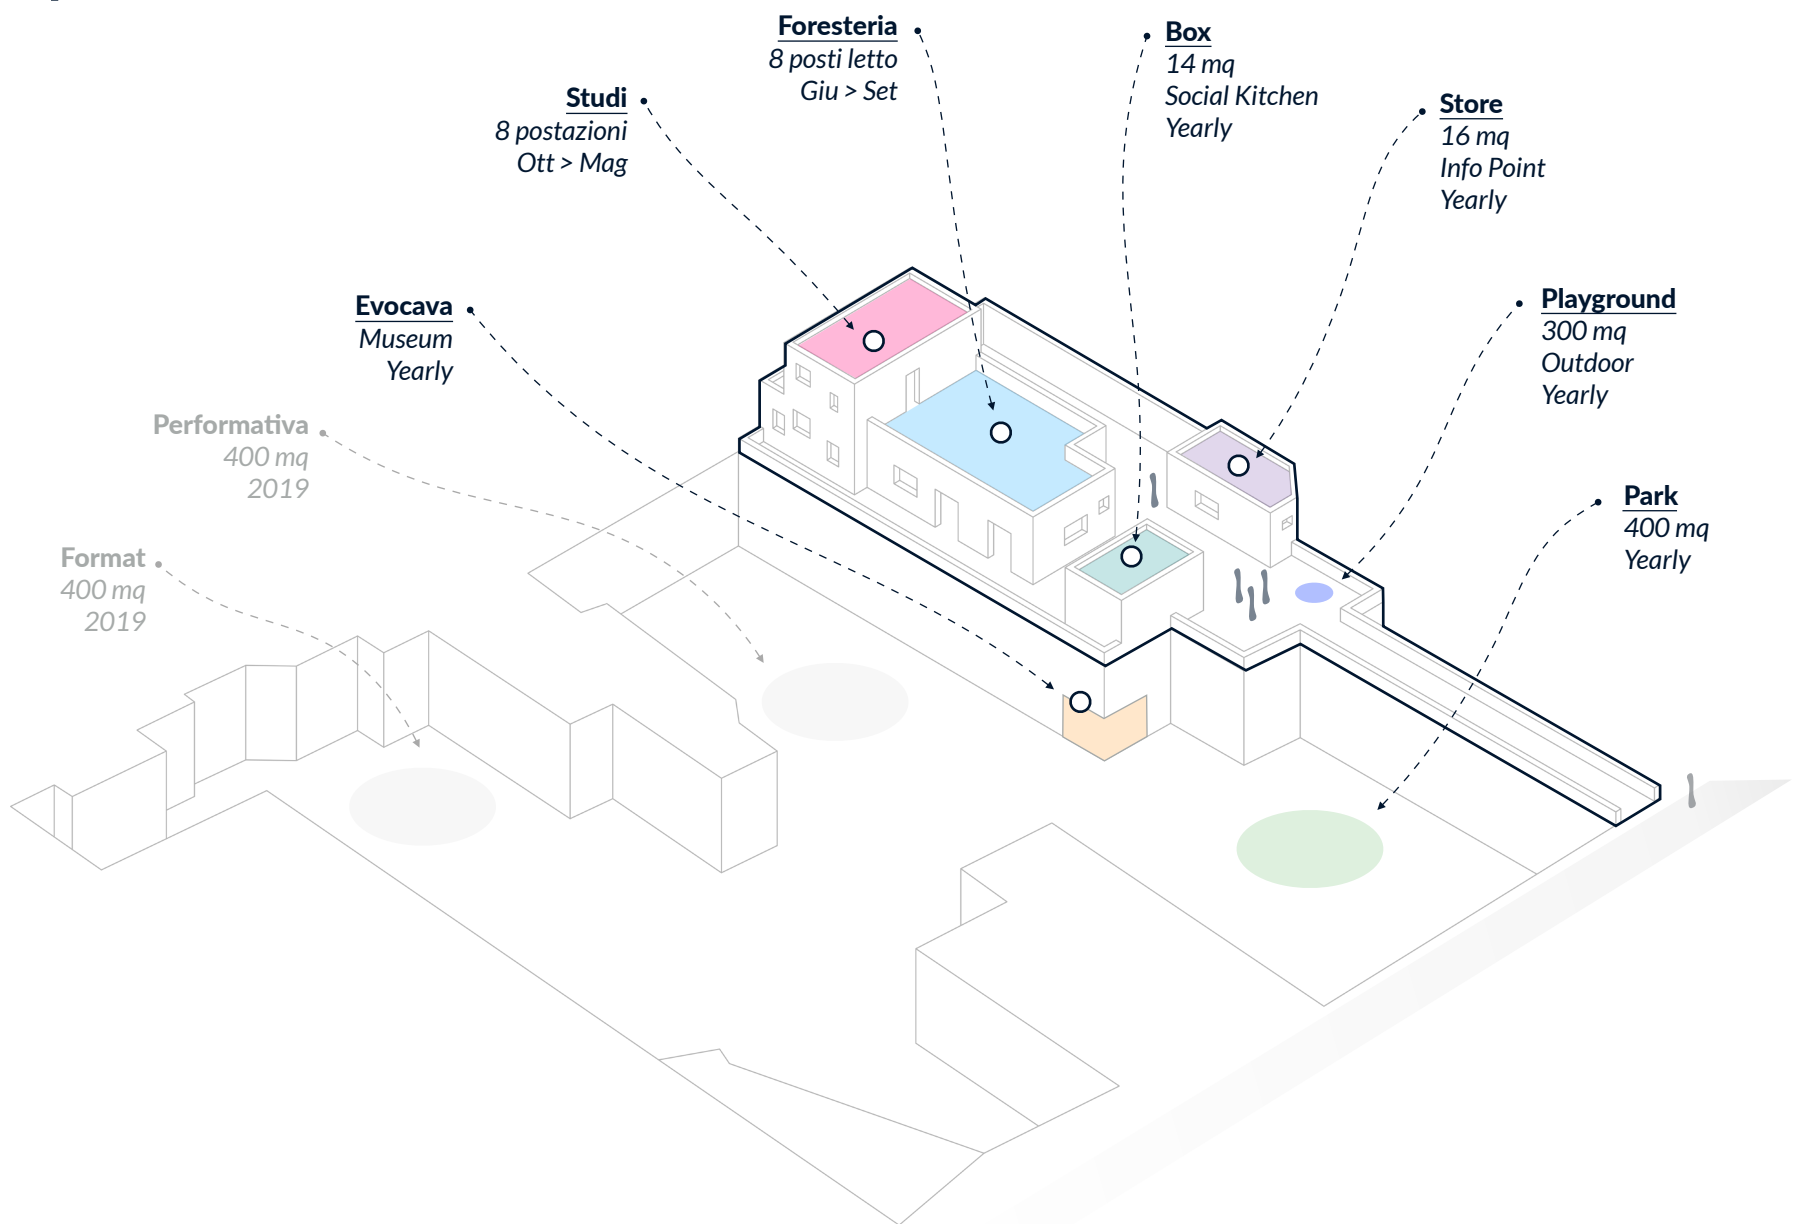 Foresteria
8 posti letto
Giu > Set
Box
14 mq
Social Kitchen
Yearly
Studi
8 postazioni
Ott > Mag
Store
16 mq
Info Point
Yearly
Evocava
Museum
Yearly
Playground
300 mq
Outdoor
Yearly
Performativa
400 mq
2019
Park
400 mq
Yearly
Format
400 mq
2019